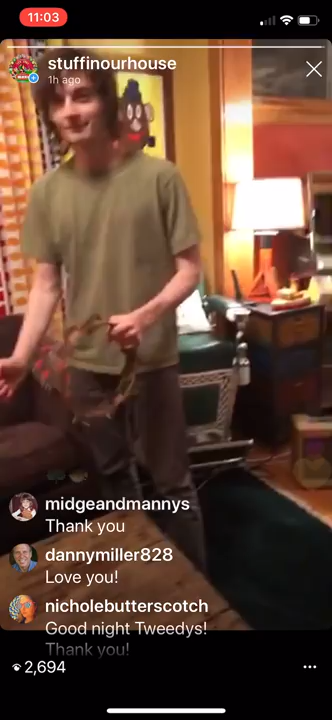 11:03
stuffinourhouse
1h ago
midgeandmannys
Thank you
dannymiller828
Love you!
nicholebutterscotch
Good night Tweedys!
Thank you!
2,694